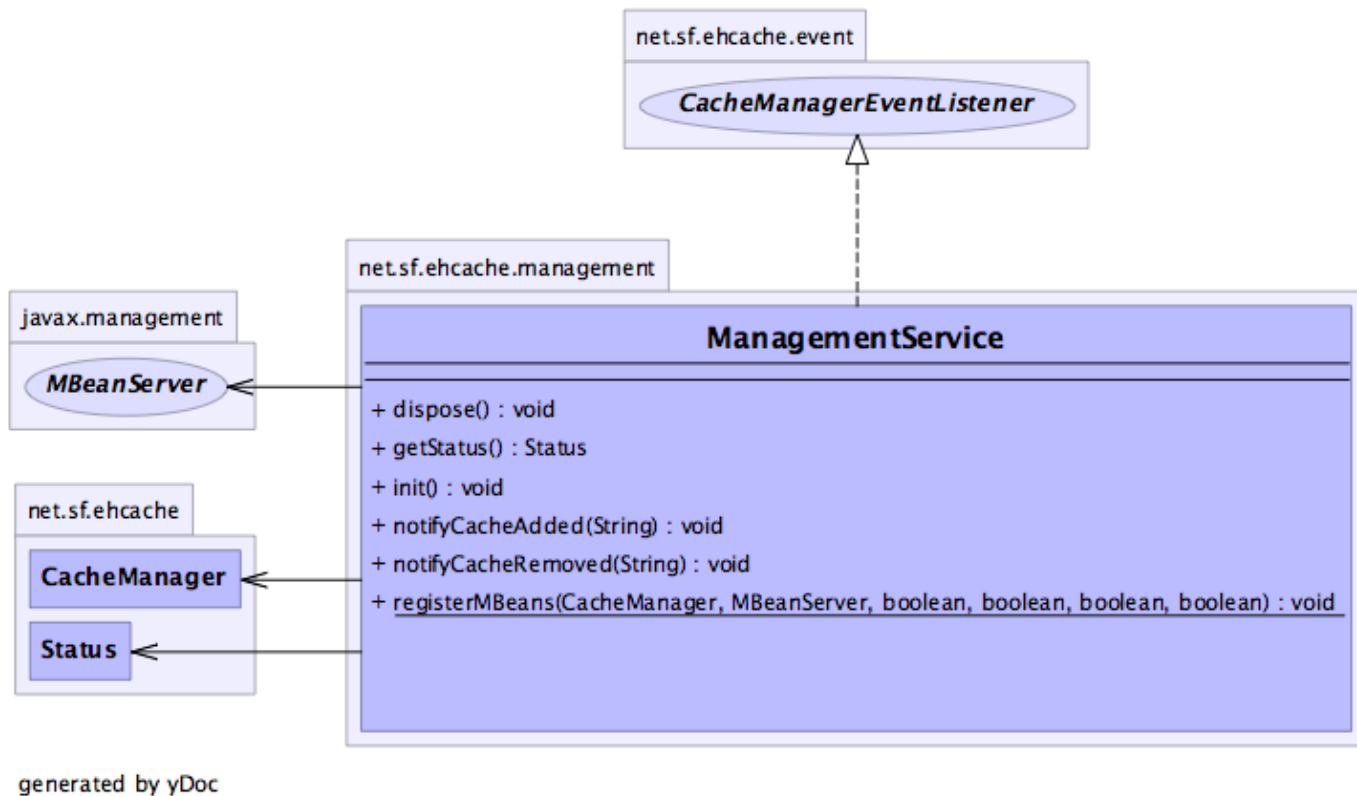 net.sf.ehcache.event
CacheManagerEventListener
net.sf.ehcache.management
javax.management
ManagementService
MBeanServer
+ dispose() : void
+ getStatus() : Status
+ init() : void
+ notifyCacheAdded(String) : void
+ notifyCacheRemoved(String) : void
+ registerMBeans(CacheManager, MBeanServer, boolean, boolean, boolean, boolean) : void
net.sf.ehcache
CacheManager
Status
generated by yDoc